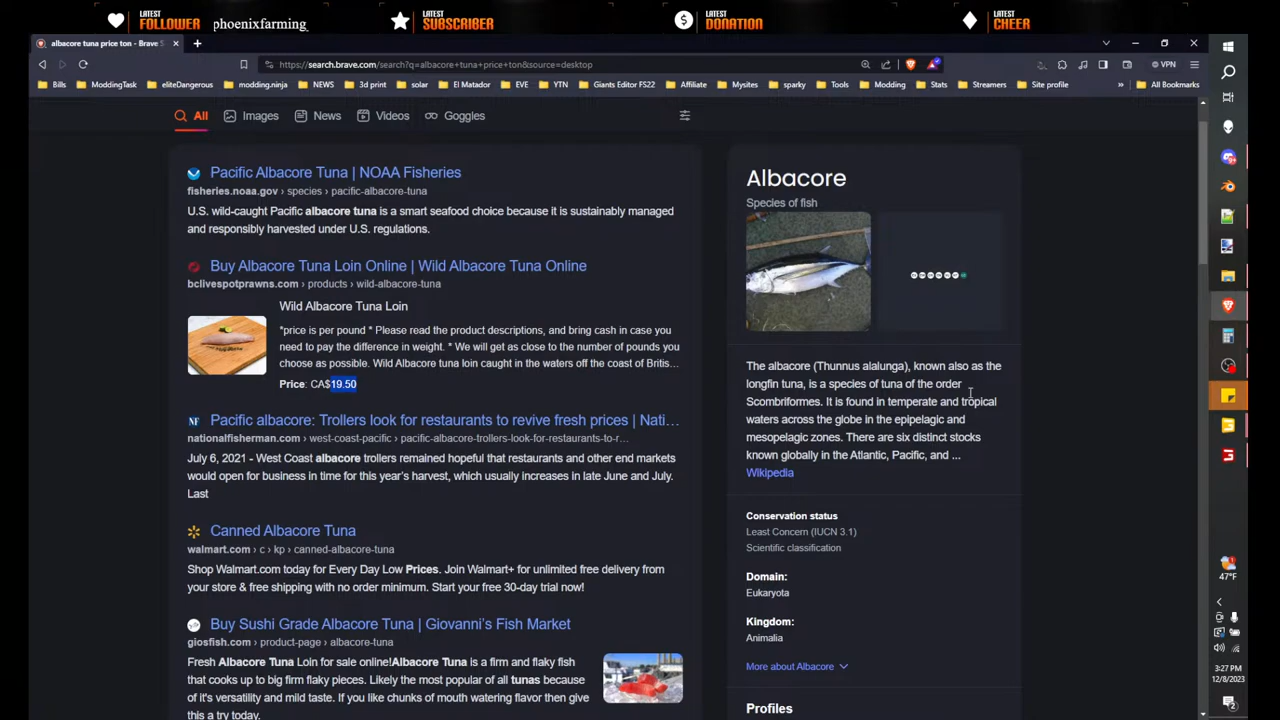 LATEST FOLLOWER phoenixfarming
LATEST SUBSCRIBER
LATEST DONATION
LATEST CHEER
albacore tuna price ton - Brave S
https://search.brave.com/search?q=albacore+tuna+price+ton&source=desktop
VPN
Bills ModdingTask eliteDangerous modding.ninja NEWS 3d print solar El Matador EVE YTN Giants Editor FS22 Affiliate Mysites sparky Tools Modding Stats Streamers Site profile » All Bookmarks
All Images News Videos Goggles
Pacific Albacore Tuna | NOAA Fisheries
fisheries.noaa.gov › species › pacific-albacore-tuna
U.S. wild-caught Pacific albacore tuna is a smart seafood choice because it is sustainably managed
and responsibly harvested under U.S. regulations.
Buy Albacore Tuna Loin Online | Wild Albacore Tuna Online
bclivespotprawns.com › products › wild-albacore-tuna
Wild Albacore Tuna Loin
*price is per pound * Please read the product descriptions, and bring cash in case you
need to pay the difference in weight. * We will get as close to the number of pounds you
choose as possible. Wild Albacore tuna loin caught in the waters off the coast of Britis…
Price: CA$19.50
Pacific albacore: Trollers look for restaurants to revive fresh prices | Nati…
nationalfisherman.com › west-coast-pacific › pacific-albacore-trollers-look-for-restaurants-to-r…
July 6, 2021 - West Coast albacore trollers remained hopeful that restaurants and other end markets
would open for business in time for this year's harvest, which usually increases in late June and July.
Last
Canned Albacore Tuna
walmart.com › c › kp › canned-albacore-tuna
Shop Walmart.com today for Every Day Low Prices. Join Walmart+ for unlimited free delivery from
your store & free shipping with no order minimum. Start your free 30-day trial now!
Buy Sushi Grade Albacore Tuna | Giovanni's Fish Market
giosfish.com › product-page › albacore-tuna
Fresh Albacore Tuna Loin for sale online!Albacore Tuna is a firm and flaky fish
that cooks up to big firm flaky pieces. Likely the most popular of all tunas because
of it's versatility and mild taste. If you like chunks of mouth watering flavor then give
this a try today.
Albacore
Species of fish
The albacore (Thunnus alalunga), known also as the
longfin tuna, is a species of tuna of the order
Scombriformes. It is found in temperate and tropical
waters across the globe in the epipelagic and
mesopelagic zones. There are six distinct stocks
known globally in the Atlantic, Pacific, and ...
Wikipedia
Conservation status
Least Concern (IUCN 3.1)
Scientific classification
Domain:
Eukaryota
Kingdom:
Animalia
More about Albacore
Profiles
47°F
3:27 PM
12/8/2023